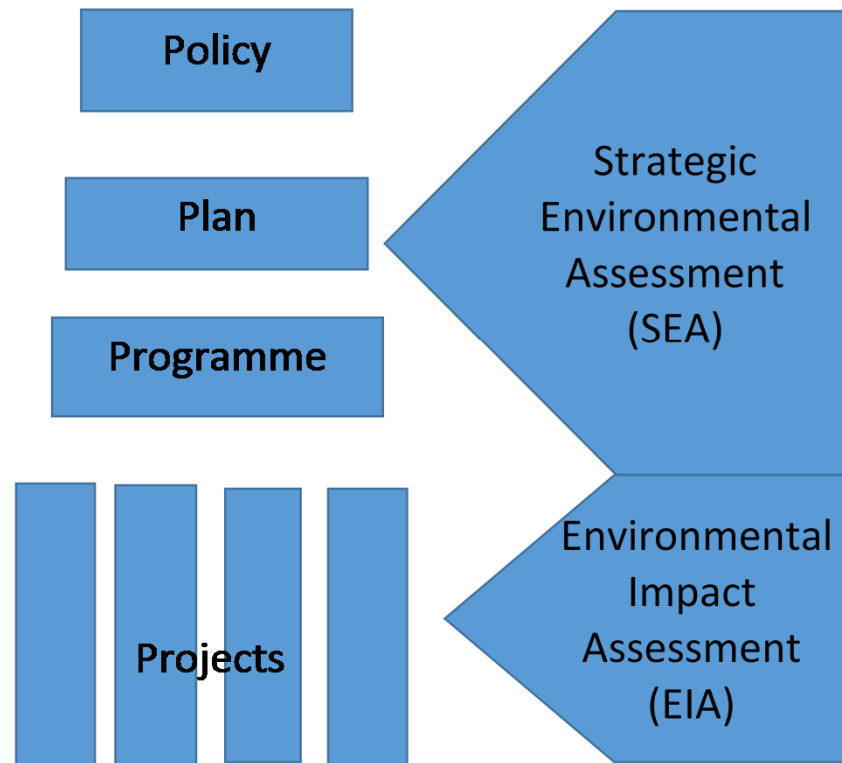 Policy
Plan
Programme
Projects
Strategic
Environmental
Assessment
(SEA)
Environmental
Impact
Assessment
(EIA)